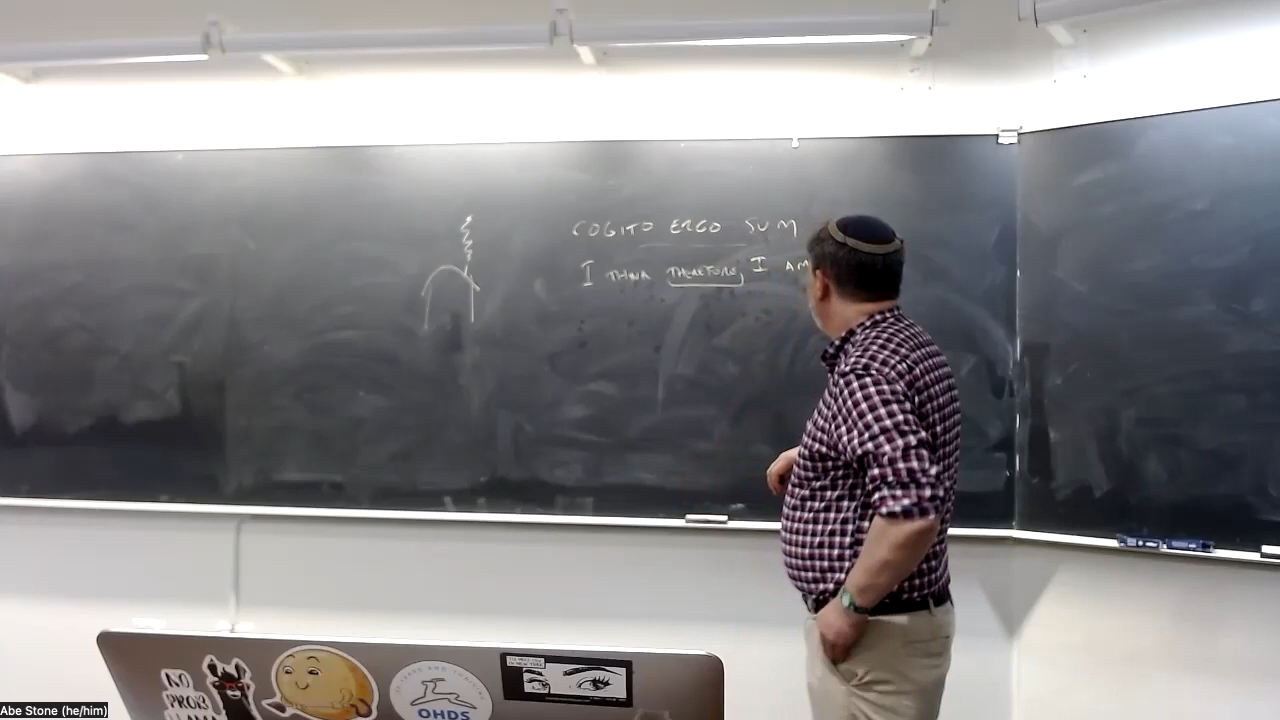 COGITO ERGO SUM
I THINK THEREFORE, I AM
NO
PROB
LLAMA
OHDS
Abe Stone (he/him)